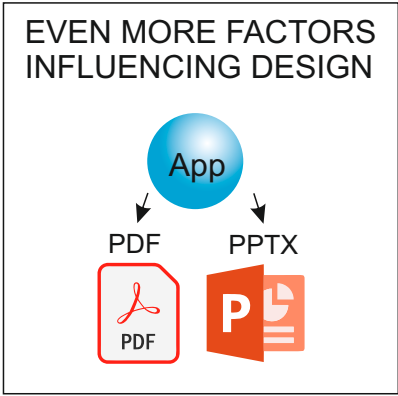 EVEN MORE FACTORS
INFLUENCING DESIGN
App
PDF
PPTX
PDF
P